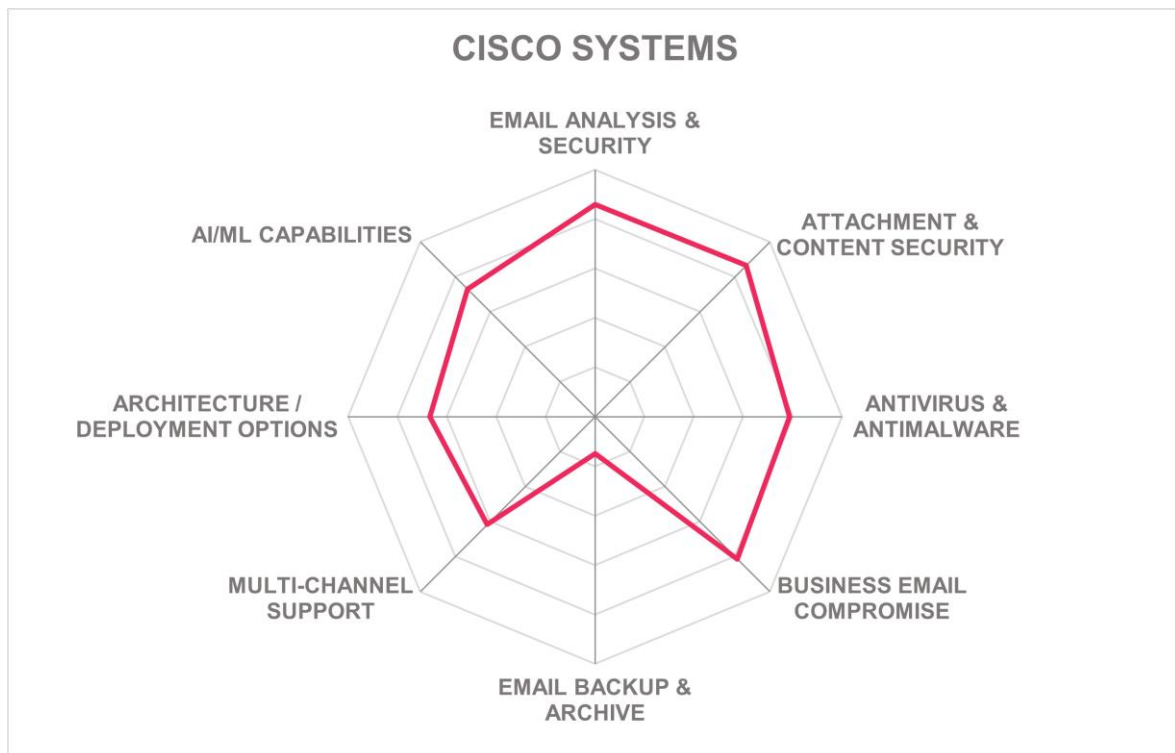 CISCO SYSTEMS
EMAIL ANALYSIS &
SECURITY
ATTACHMENT &
CONTENT SECURITY
AI/ML CAPABILITIES
ANTIVIRUS &
ANTIMALWARE
ARCHITECTURE /
DEPLOYMENT OPTIONS
BUSINESS EMAIL
COMPROMISE
MULTI-CHANNEL
SUPPORT
EMAIL BACKUP &
ARCHIVE